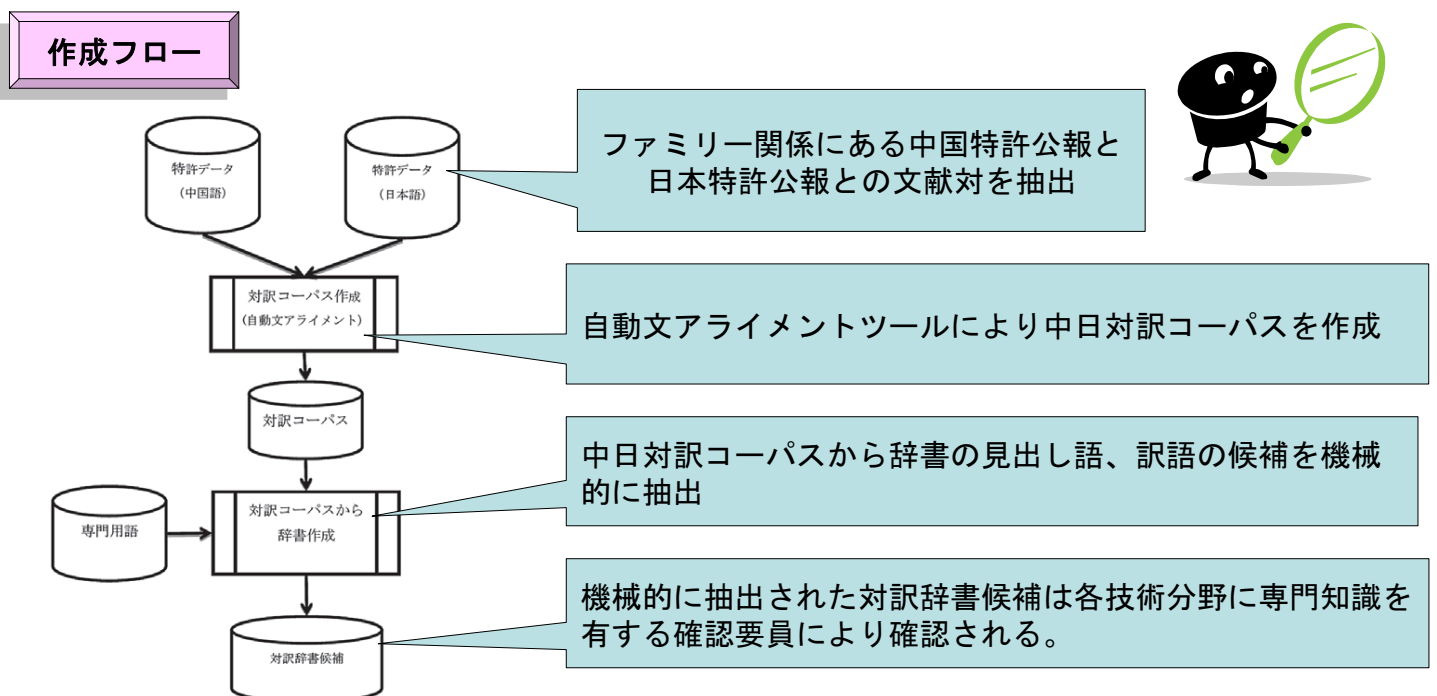 作成フロー
特許データ
(中国語)
特許データ
(日本語)
ファミリー関係にある中国特許公報と
日本特許公報との文献対を抽出
対訳コーパス作成
(自動文アライメント)
自動文アライメントツールにより中日対訳コーパスを作成
対訳コーパス
中日対訳コーパスから辞書の見出し語、訳語の候補を機械
的に抽出
専門用語
対訳コーパスから
辞書作成
機械的に抽出された対訳辞書候補は各技術分野に専門知識を
有する確認要員により確認される。
対訳辞書候補